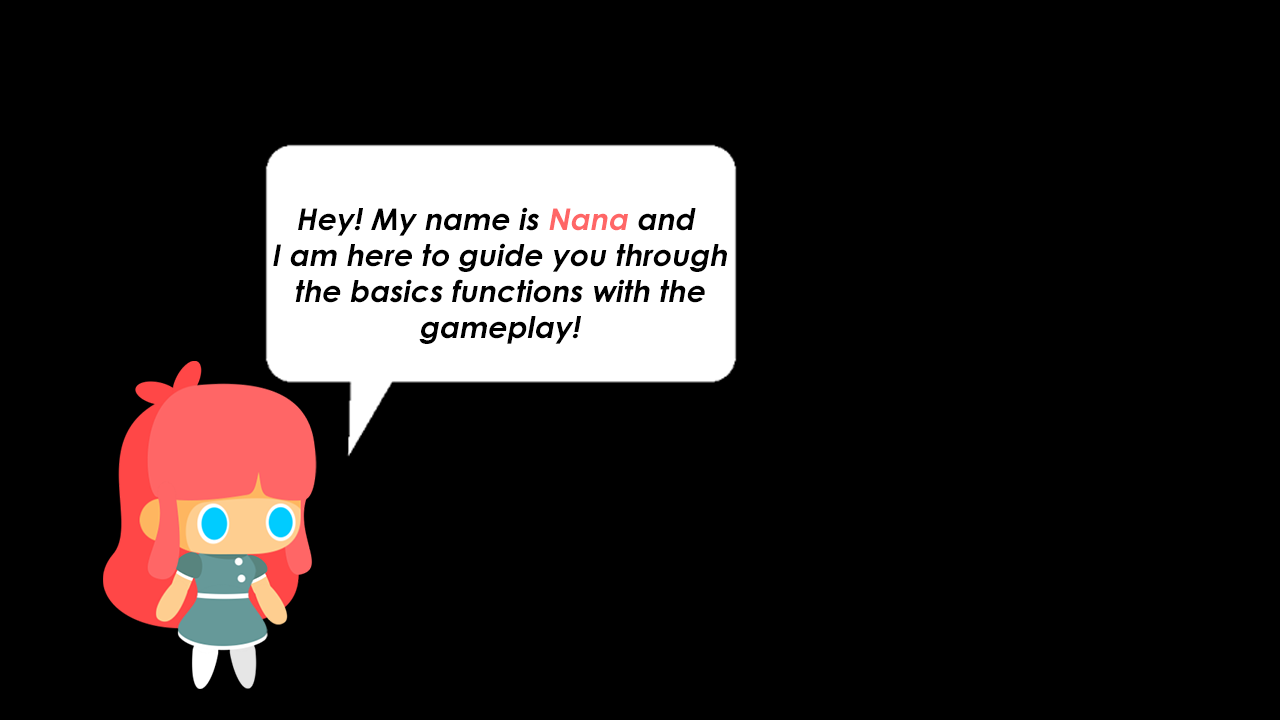 Hey! My name is Nana and
I am here to guide you through
the basics functions with the
gameplay!